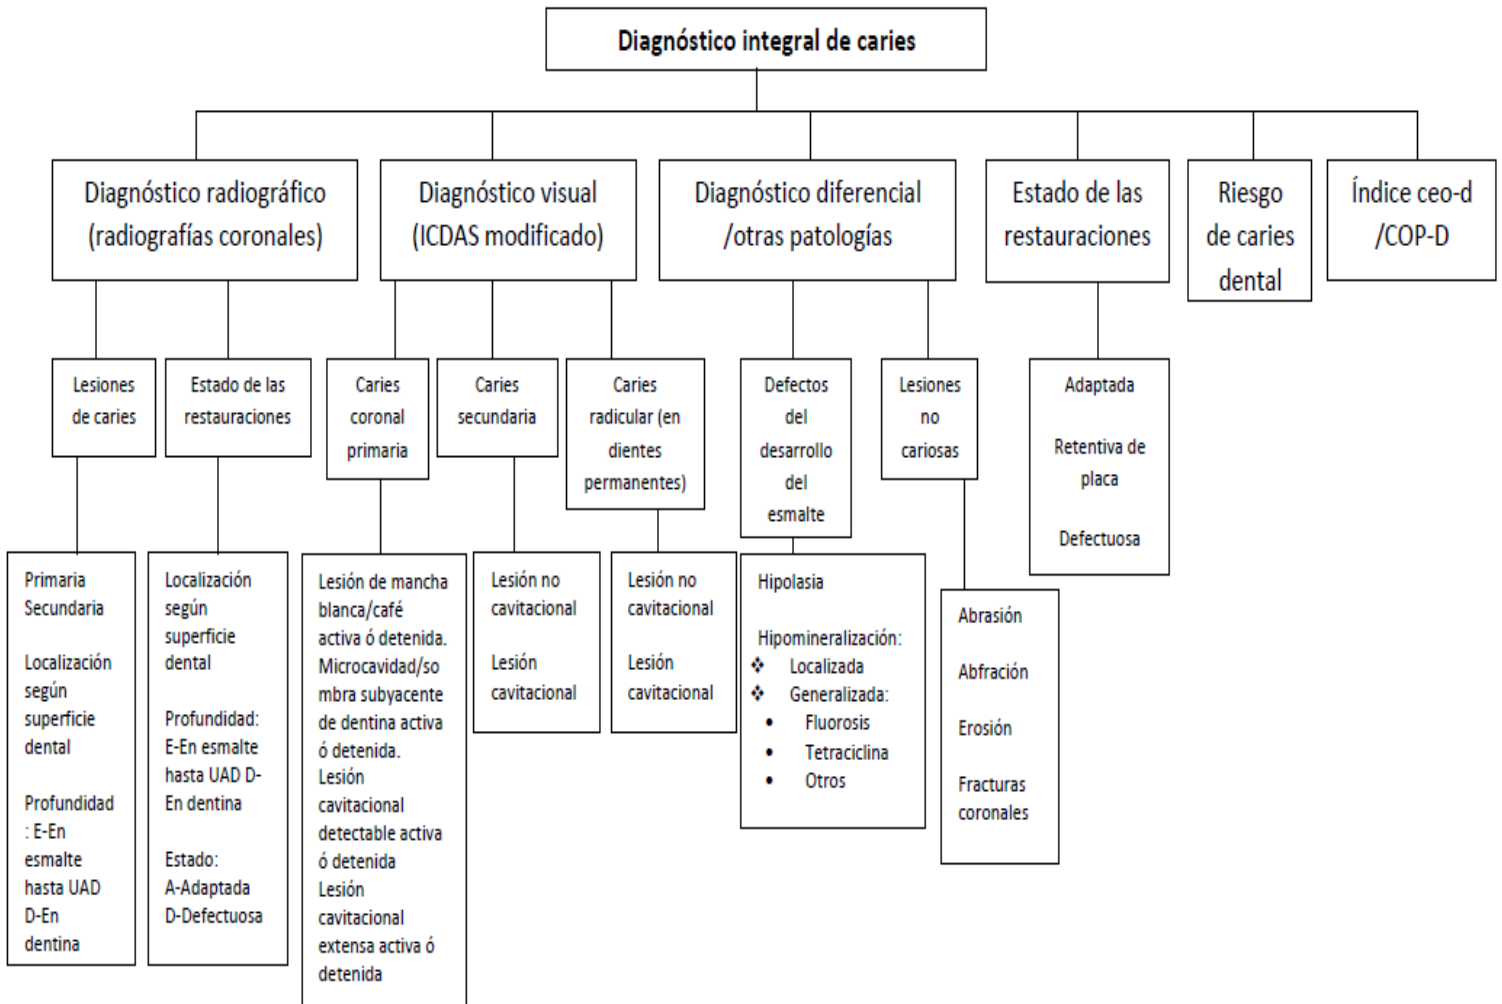 Diagnóstico integral de caries
Diagnóstico radiográfico
(radiografías coronales)
Diagnóstico visual
(ICDAS modificado)
Diagnóstico diferencial
/otras patologías
Estado de las
restauraciones
Riesgo
de caries
dental
Índice ceo-d
/COP-D
Lesiones
de caries
Estado de las
restauraciones
Caries
coronal
primaria
Caries
secundaria
Caries
radicular (en
dientes
permanentes)
Defectos
del
desarrollo
del
esmalte
Lesiones
no
cariosas
Adaptada
Retentiva de
placa
Defectuosa
Primaria
Secundaria
Localización
según
superficie
dental
Profundidad
: E-En
esmalte
hasta UAD
D-En
dentina
Localización
según
superficie
dental
Profundidad:
E-En esmalte
hasta UAD D-
En dentina
Estado:
A-Adaptada
D-Defectuosa
Lesión de mancha
blanca/café
activa ó detenida.
Microcavidad/so
mbra subyacente
de dentina activa
ó detenida.
Lesión
cavitacional
detectable activa
ó detenida
Lesión
cavitacional
extensa activa ó
detenida
Lesión no
cavitacional
Lesión
cavitacional
Lesión no
cavitacional
Lesión
cavitacional
Hipolasia
Hipomineralización:
❖ Localizada
❖ Generalizada:
• Fluorosis
• Tetraciclina
• Otros
Abrasión
Abfración
Erosión
Fracturas
coronales